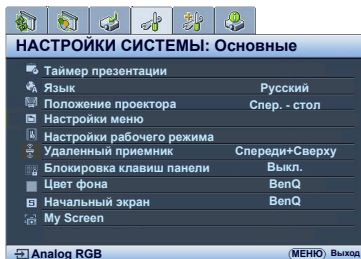 НАСТРОЙКИ СИСТЕМЫ: Основные
Таймер презентации
Язык Русский
Положение проектора Спер. - стол
Настройки меню
Настройки рабочего режима
Удаленный приемник Спереди+Сверху
Блокировка клавиш панели Выкл.
Цвет фона BenQ
Начальный экран BenQ
My Screen
Analog RGB (МЕНЮ) Выход